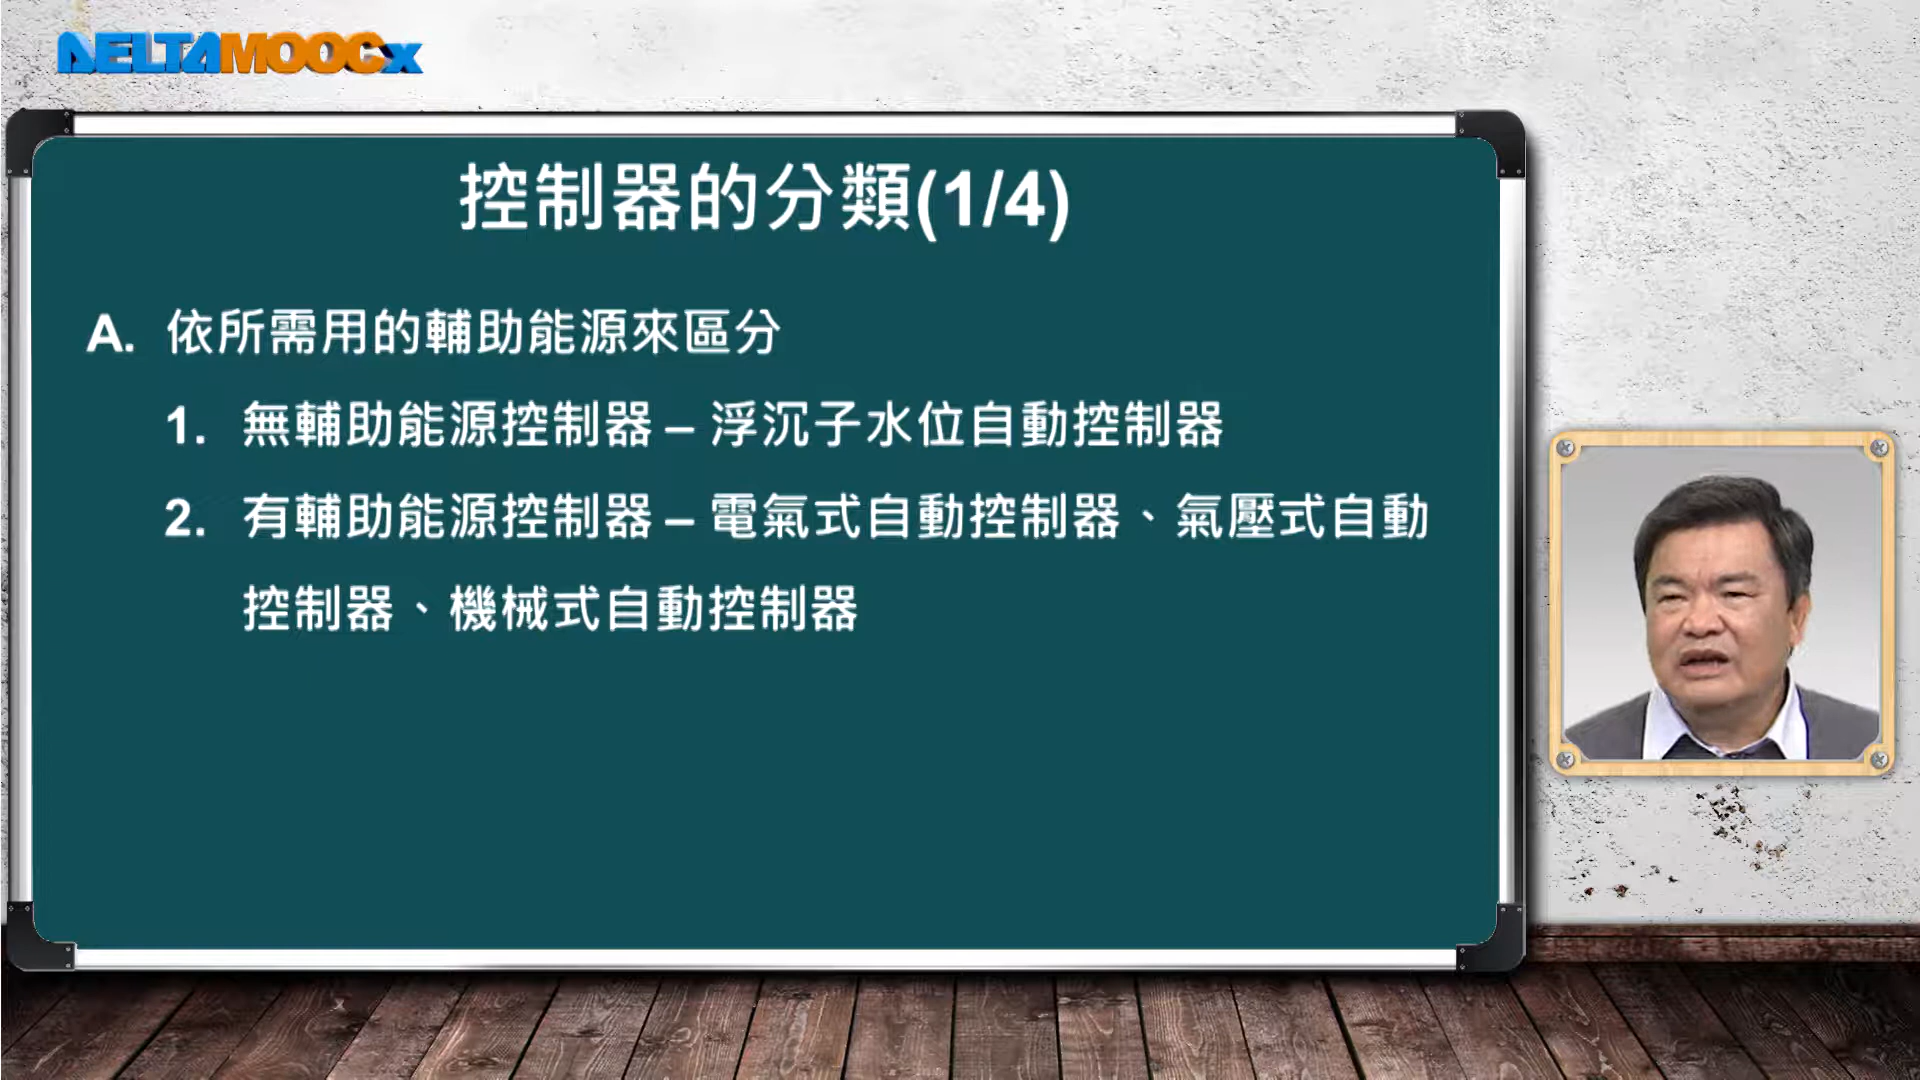 DELTAMOOCx
控制器的分類(1/4)
A. 依所需用的輔助能源來區分
1. 無輔助能源控制器 – 浮沉子水位自動控制器
2. 有輔助能源控制器 – 電氣式自動控制器、氣壓式自動
控制器、機械式自動控制器